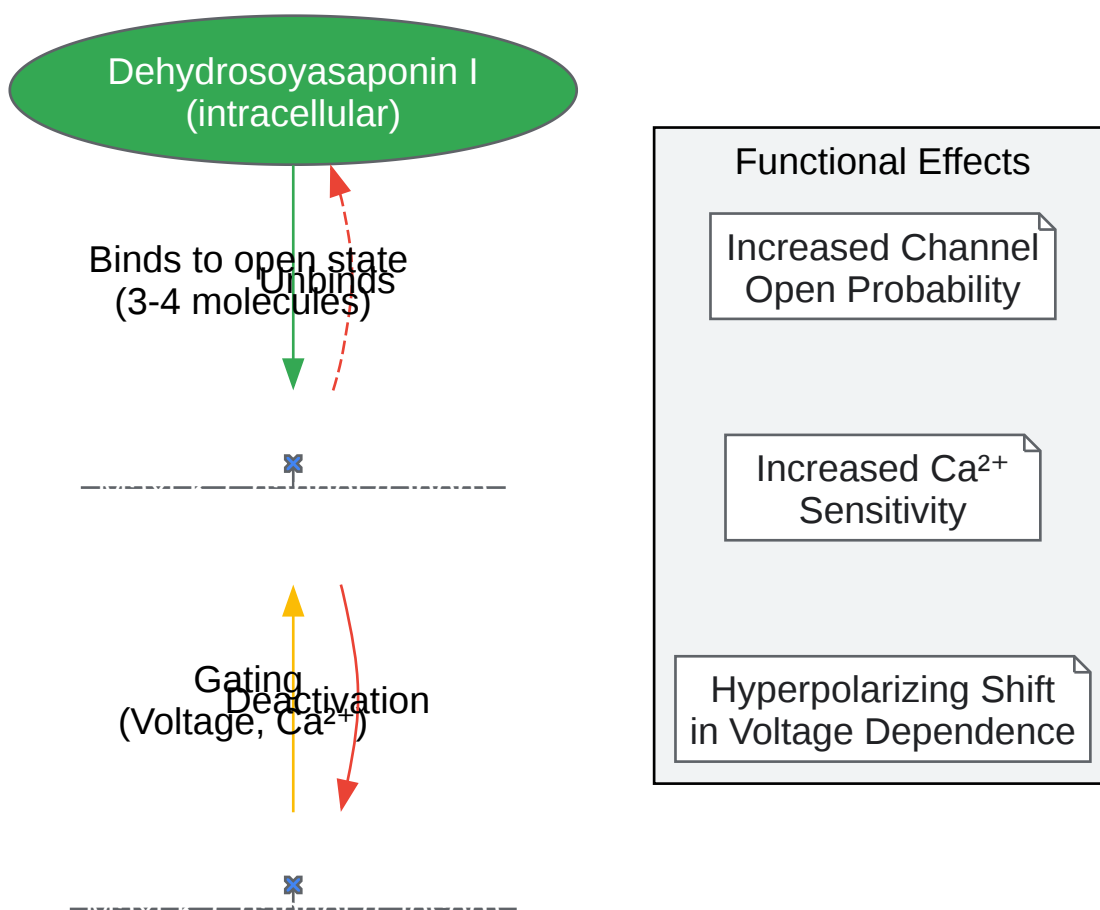 Dehydrosoyasaponin I
(intracellular)
Binds to open state
(3-4 molecules)
Unbinds
Gating
(Voltage, Ca²⁺)
Deactivation
Functional Effects
Increased Channel
Open Probability
Increased Ca²⁺
Sensitivity
Hyperpolarizing Shift
in Voltage Dependence